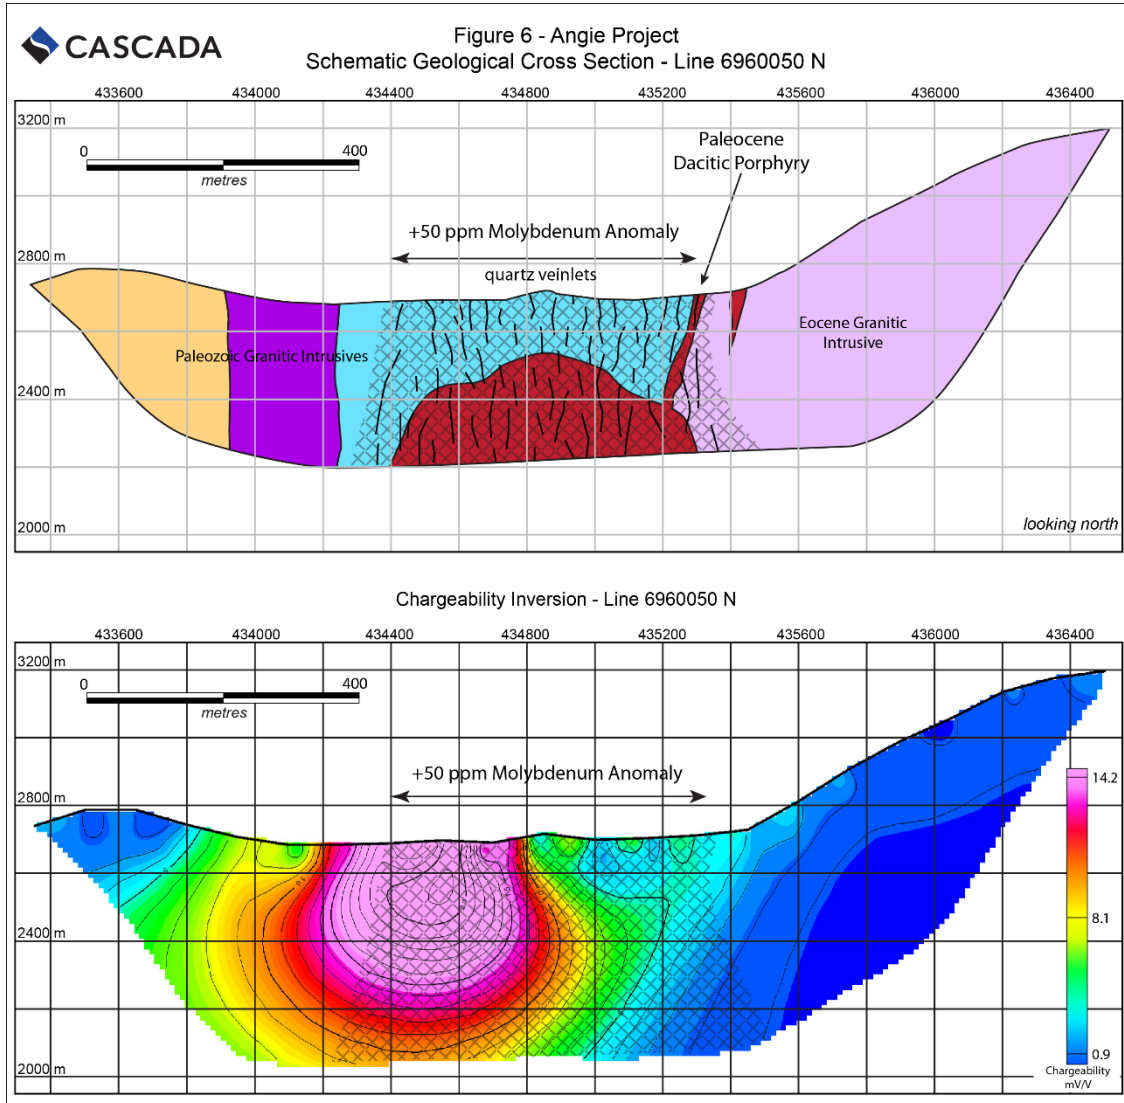 CASCADA
Figure 6 - Angie Project
Schematic Geological Cross Section - Line 6960050 N
433600 434000 434400 434800 435200 435600 436000 436400
3200 m
0 400
metres
Paleocene
Dacitic Porphyry
+50 ppm Molybdenum Anomaly
2800 m
quartz veinlets
Eocene Granitic
Intrusive
Paleozoic Granitic Intrusives
2400 m
2000 m
looking north
Chargeability Inversion - Line 6960050 N
433600 434000 434400 434800 435200 435600 436000 436400
3200 m
0 400
metres
+50 ppm Molybdenum Anomaly
14.2
2800 m
8.1
2400 m
0.9
2000 m
Chargeability
mV/V